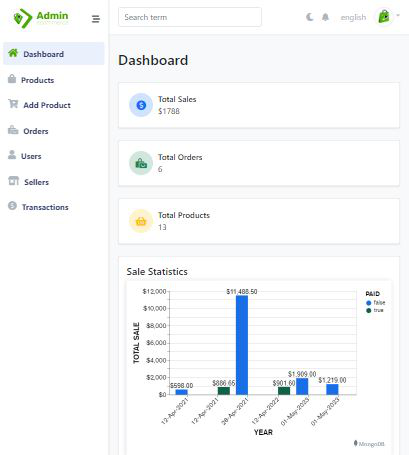 Admin
Search term
english
Dashboard
Products
Add Product
Orders
Users
Sellers
Transactions
Dashboard
Total Sales
$1788
Total Orders
6
Total Products
13
Sale Statistics
$12,000
$10,000
$8,000
$6,000
$4,000
$2,000
$0
TOTAL SALE
$598.00
$886.65
$11,488.50
$901.60
$1,909.00
$1,219.00
12-Apr-2021
12-Apr-2021
28-Apr-2021
12-Apr-2022
01-May-2023
01-May-2023
YEAR
PAID
false
true
MongoDB